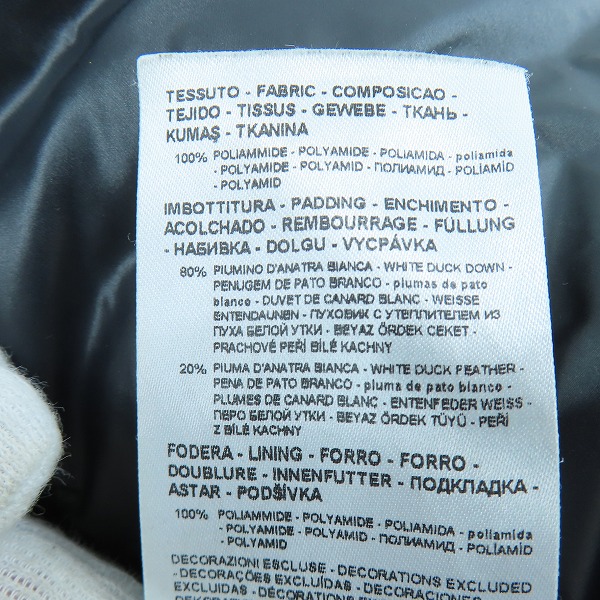 TESSUTO - FABRIC - COMPOSICAO -
TEJIDO - TISSUS - GEWEBE - ТКАНЬ -
KUMAŞ - TKANINA
100% POLIAMMIDE - POLYAMIDE - POLIAMIDA - poliamida
- POLYAMIDE - POLYAMID - ПОЛИАМИД - POLİAMİD
- POLYAMID
IMBOTTITURA - PADDING - ENCHIMENTO -
ACOLCHADO - REMBOURRAGE - FÜLLUNG
- НАБИВКА - DOLGU - VYCPÁVKA
80% PIUMINO D'ANATRA BIANCA - WHITE DUCK DOWN -
PENUGEM DE PATO BRANCO - plumas de pato
blanco - DUVET DE CANARD BLANC - WEISSE
ENTENDAUNEN - ПУХОВИК С УТЕПЛИТЕЛЕМ ИЗ
ПУХА БЕЛОЙ УТКИ - BEYAZ ÖRDEK CEKET -
PRACHOVÉ PEŘÍ BÍLÉ KACHNY
20% PIUMA D'ANATRA BIANCA - WHITE DUCK FEATHER -
PENA DE PATO BRANCO - pluma de pato blanco -
PLUMES DE CANARD BLANC - ENTENFEDER WEISS -
ПЕРО БЕЛОЙ УТКИ - BEYAZ ÖRDEK TÜYÜ - PEŘÍ
Z BÍLÉ KACHNY
FODERA - LINING - FORRO - FORRO -
DOUBLURE - INNENFUTTER - ПОДКЛАДКА -
ASTAR - PODŠÍVKA
100% POLIAMMIDE - POLYAMIDE - POLIAMIDA - poliamida
- POLYAMIDE - POLYAMID - ПОЛИАМИД - POLİAMİD
- POLYAMID
DECORAZIONI ESCLUSE - DECORATIONS EXCLUDED
- DECORAÇÕES EXCLUÍDAS - DECORACIONES
EXCLUIDAS - DÉCORATIONS EXCLUES -